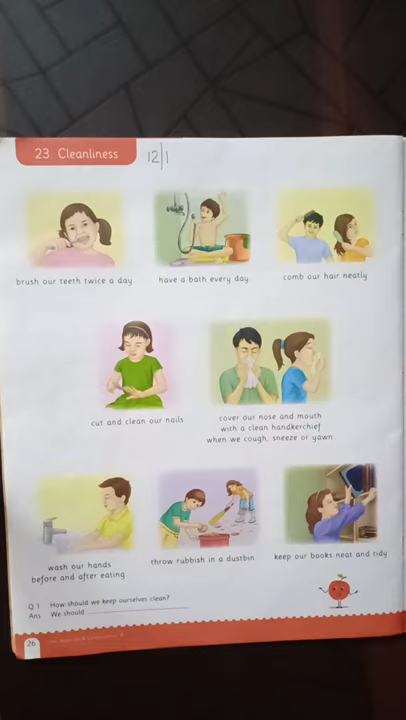 23 Cleanliness
12/1
brush our teeth twice a day.
have a bath every day.
comb our hair neatly
cut and clean our nails
cover our nose and mouth
with a clean handkerchief
when we cough, sneeze or yawn.
wash our hands
before and after eating.
throw rubbish in a dustbin.
keep our books neat and tidy.
Q.1 How should we keep ourselves clean?
Ans We should
26